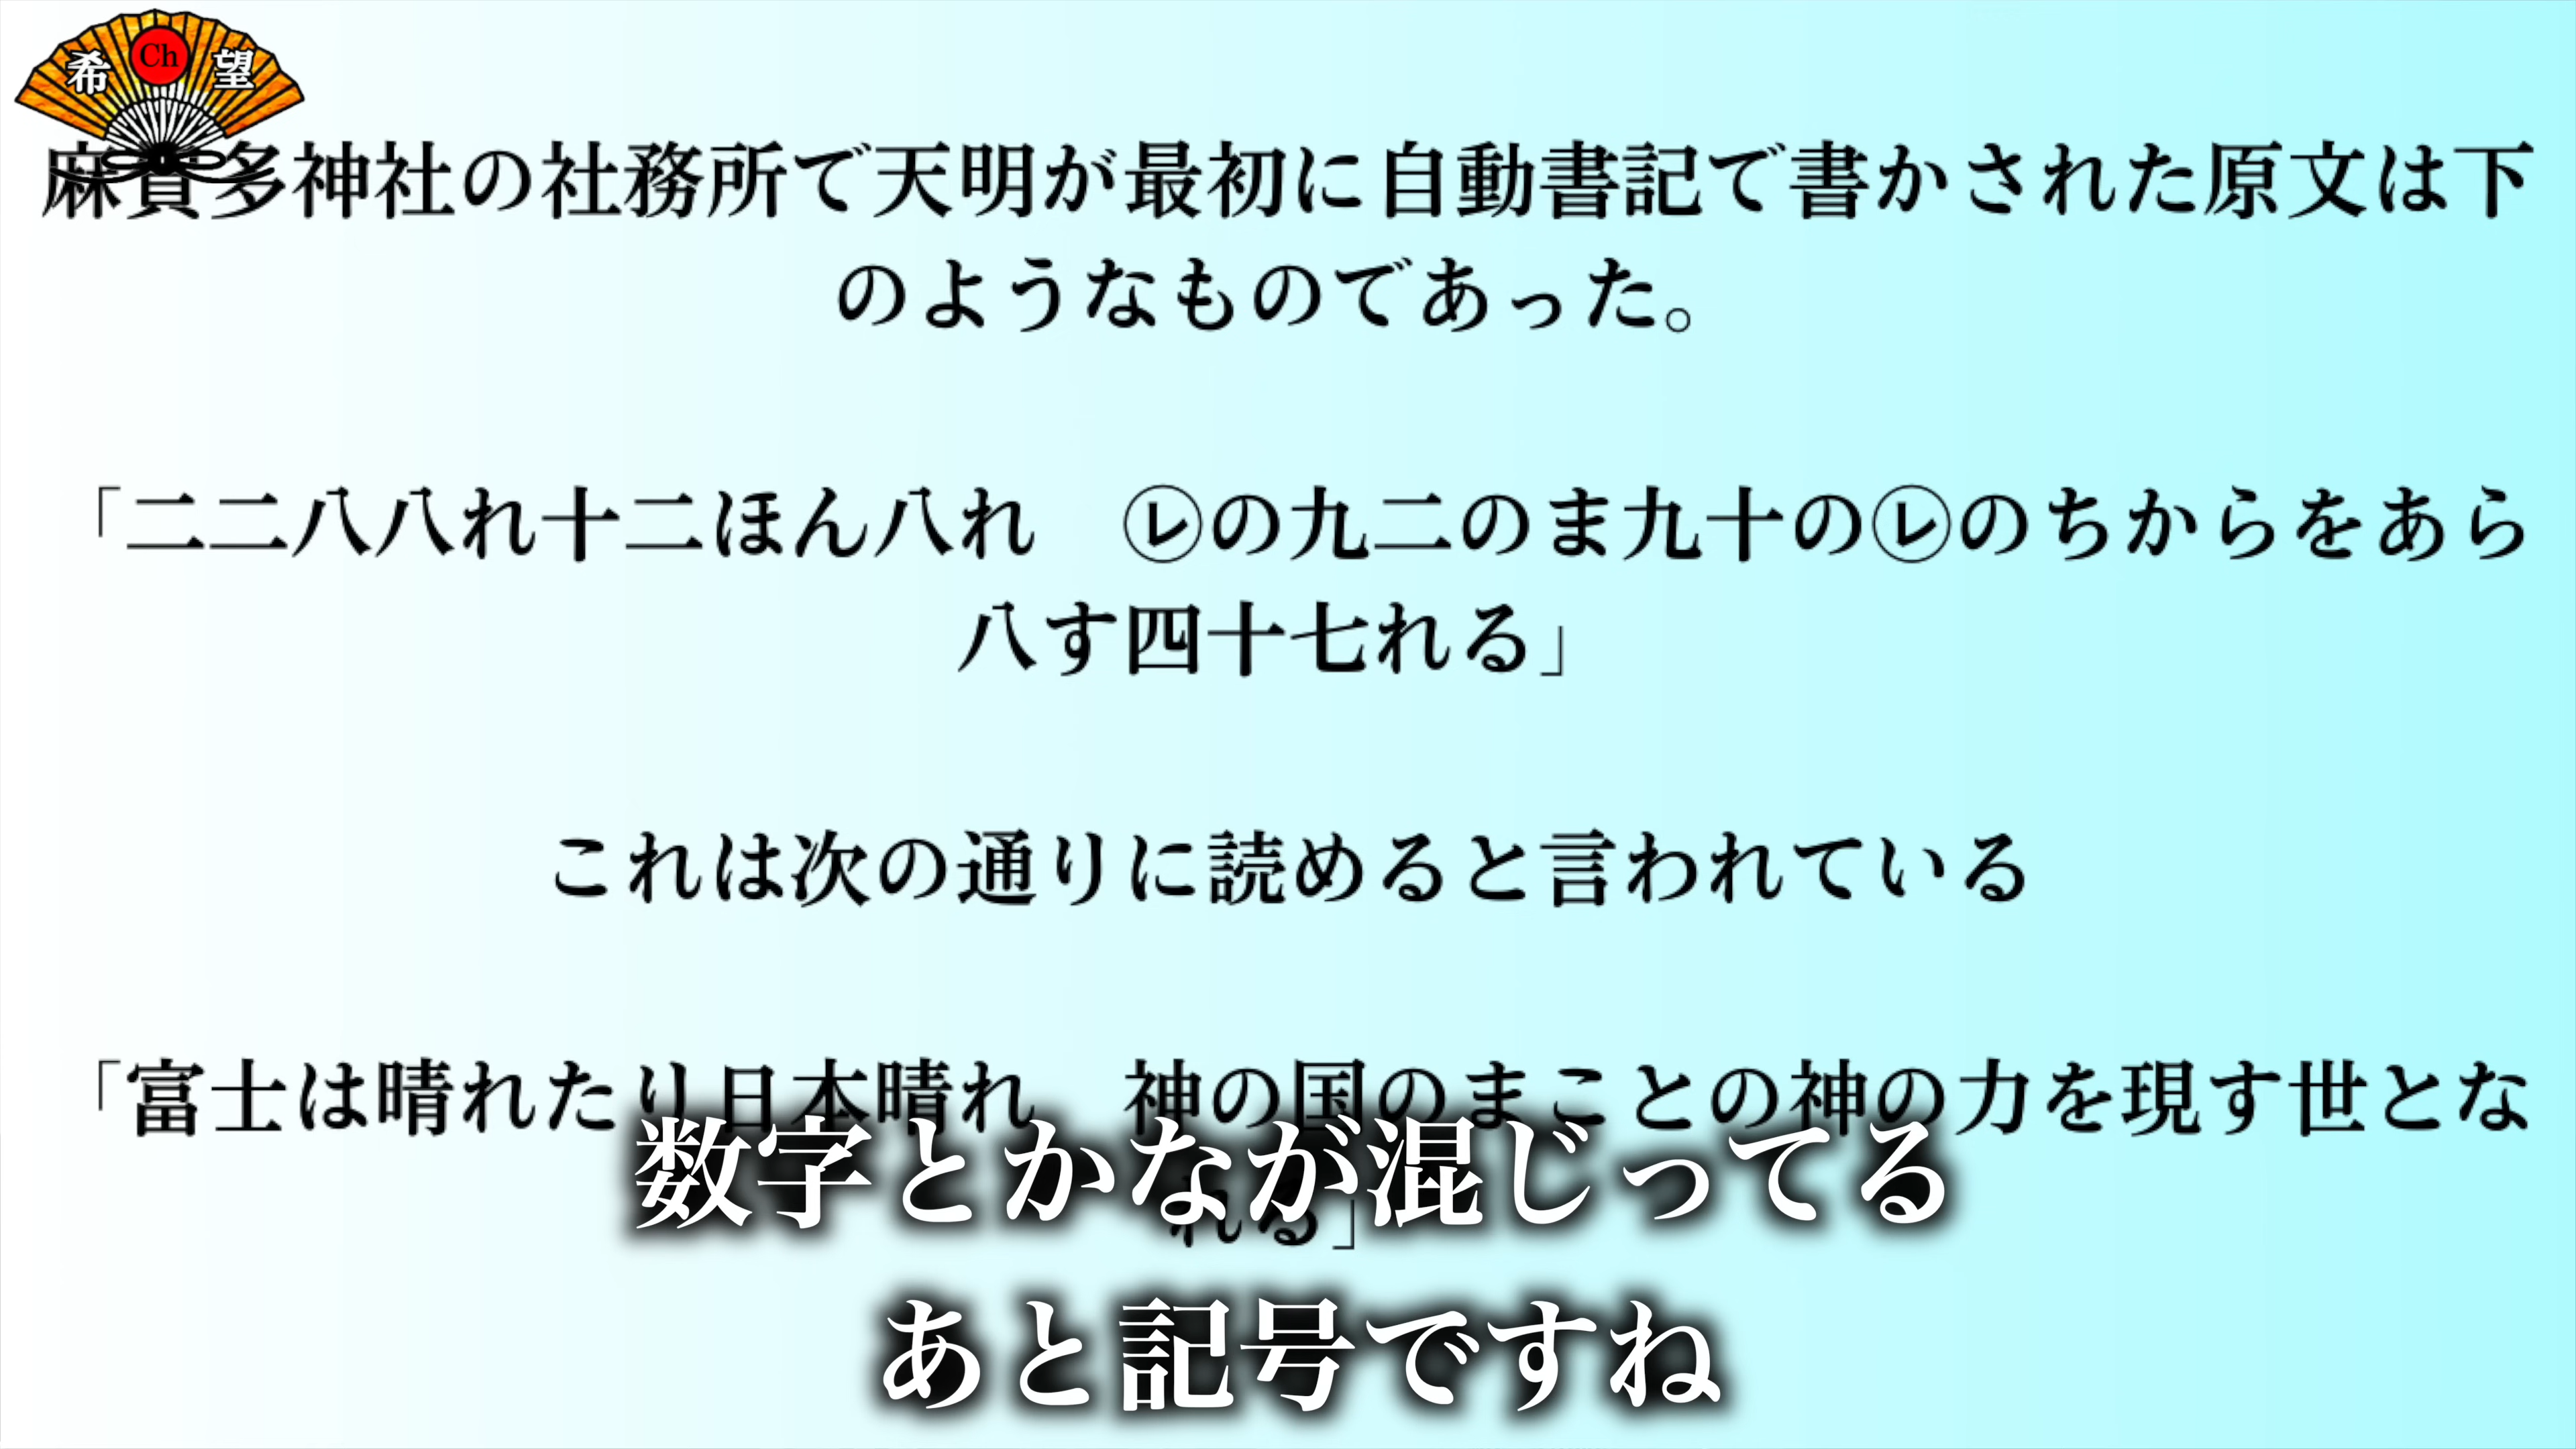 希 Ch 望
麻賀多神社の社務所で天明が最初に自動書記で書かされた原文は下
のようなものであった。
「二二八八れ十二ほん八れ　㋹の九二のま九十の㋹のちからをあら
八す四十七れる」
これは次の通りに読めると言われている
「富士は晴れたり日本晴れ　神の国のまことの神の力を現す世とな
れる」
数字とかなが混じってる
あと記号ですね